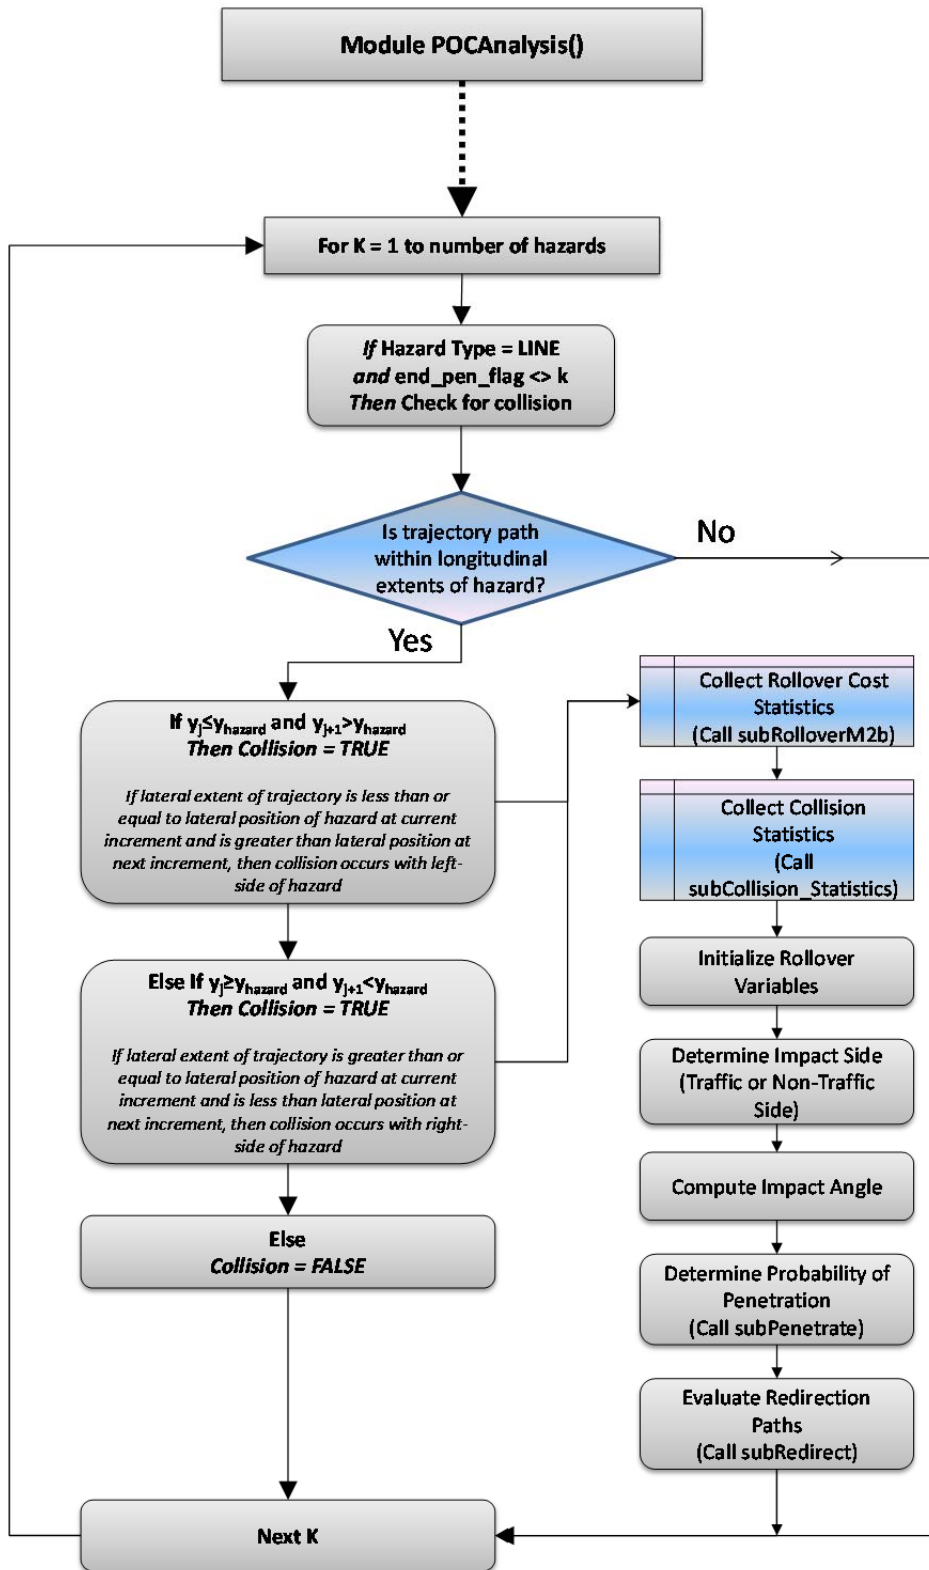 Module POCAnalysis()
For K = 1 to number of hazards
If Hazard Type = LINE
and end_pen_flag <> k
Then Check for collision
Is trajectory path
within longitudinal
extents of hazard?
No
Yes
If yj≤yhazard and yj+1>yhazard
Then Collision = TRUE
If lateral extent of trajectory is less than or
equal to lateral position of hazard at current
increment and is greater than lateral position at
next increment, then collision occurs with left-
side of hazard
Else If yj≥yhazard and yj+1<yhazard
Then Collision = TRUE
If lateral extent of trajectory is greater than or
equal to lateral position of hazard at current
increment and is less than lateral position at
next increment, then collision occurs with right-
side of hazard
Else
Collision = FALSE
Collect Rollover Cost
Statistics
(Call subRolloverM2b)
Collect Collision
Statistics
(Call
subCollision_Statistics)
Initialize Rollover
Variables
Determine Impact Side
(Traffic or Non-Traffic
Side)
Compute Impact Angle
Determine Probability of
Penetration
(Call subPenetrate)
Evaluate Redirection
Paths
(Call subRedirect)
Next K